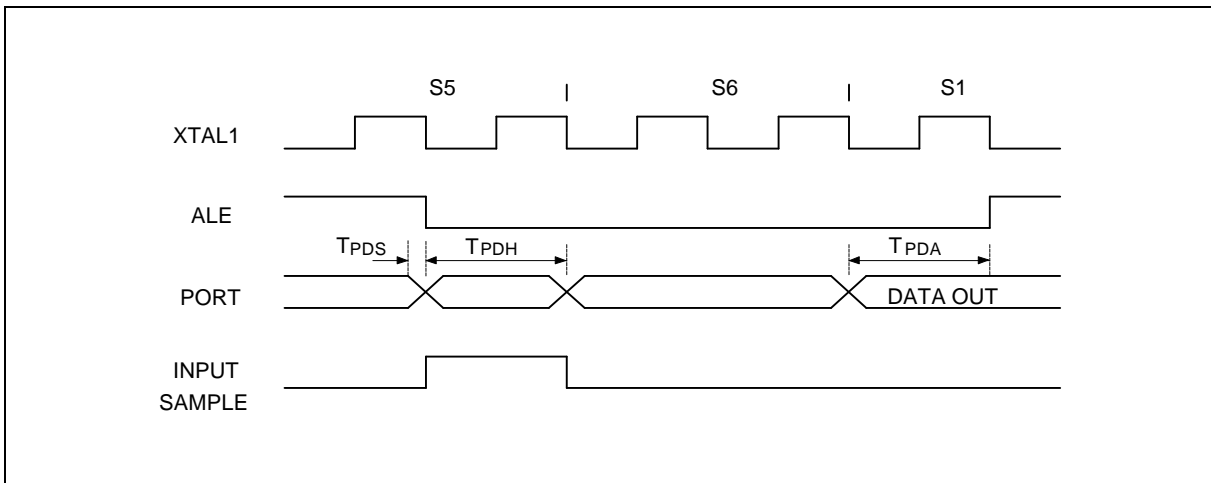 S5 | S6 | S1
XTAL1
ALE
TPDS TPDH TPDA
PORT DATA OUT
INPUT
SAMPLE